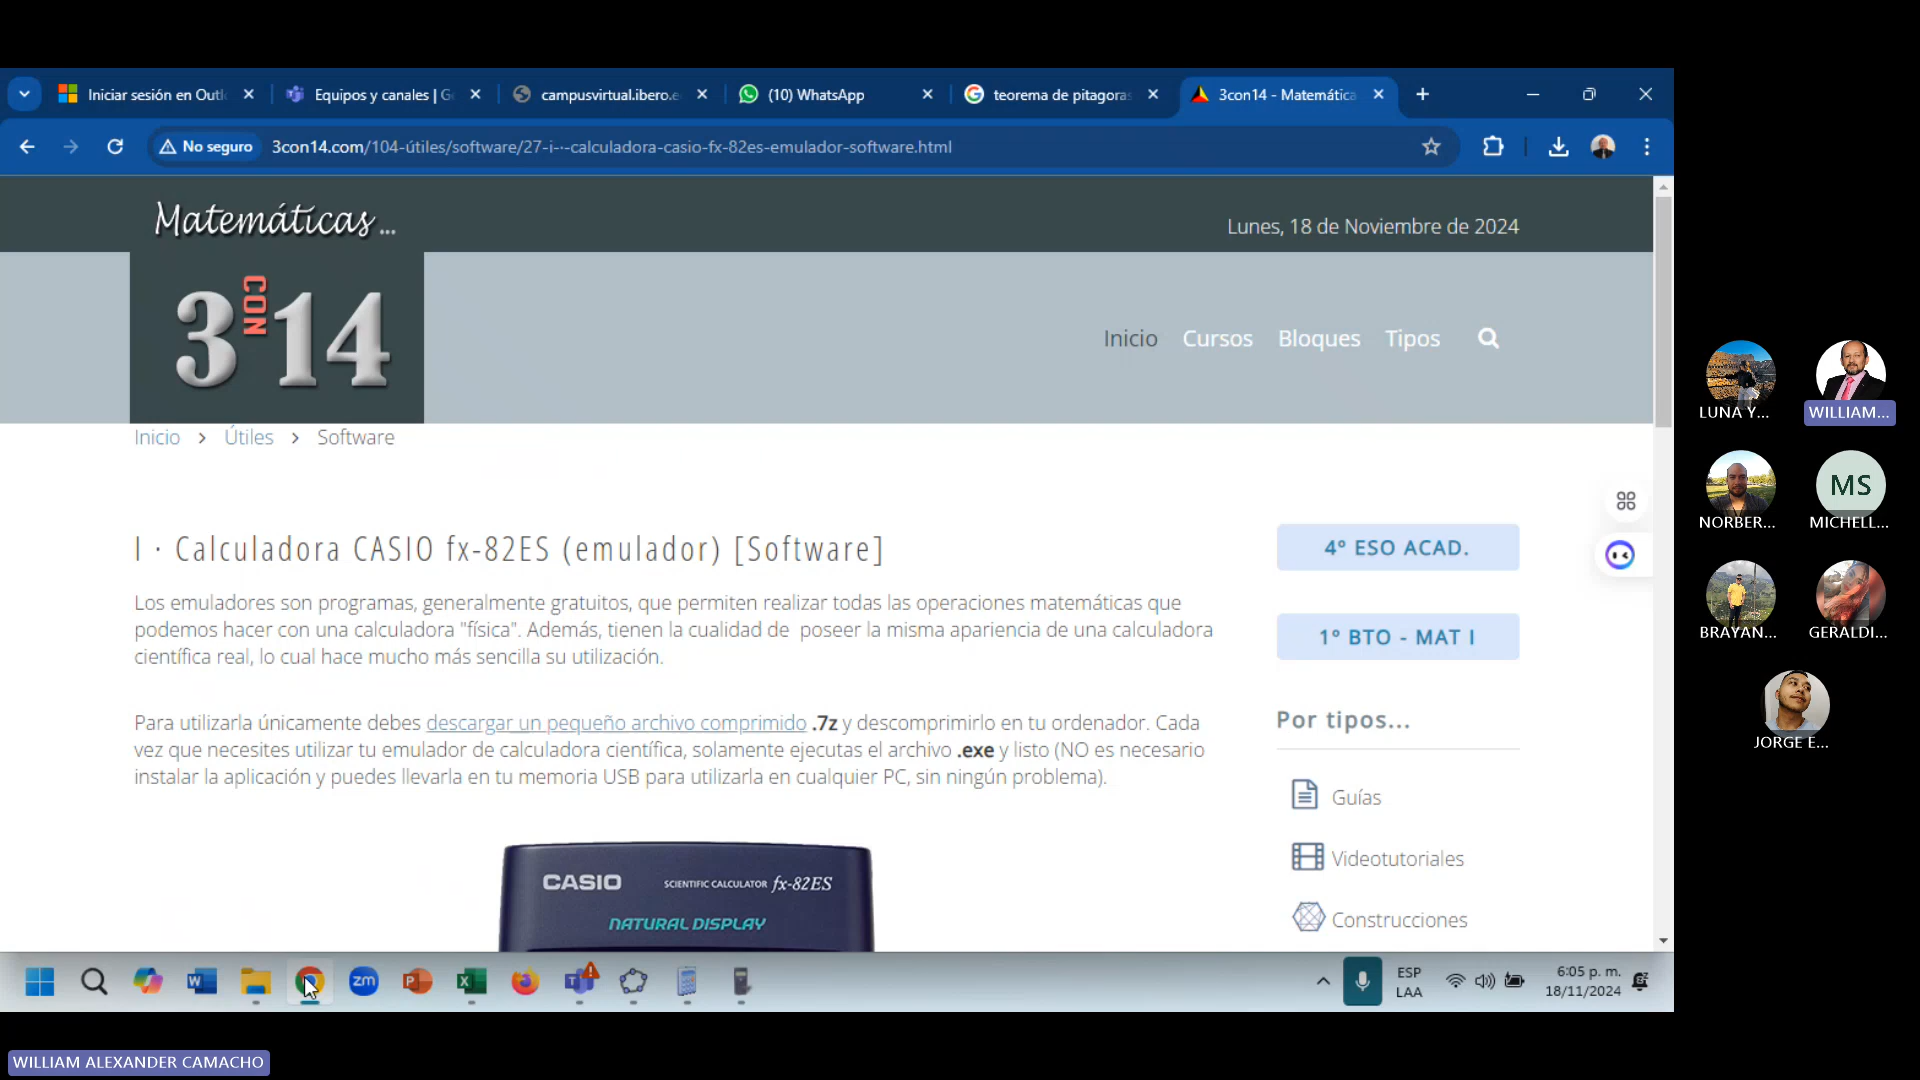 Iniciar sesión en Outl
Equipos y canales | G
campusvirtual.ibero.e
(10) WhatsApp
teorema de pitagoras
3con14 - Matemática
No seguro
3con14.com/104-útiles/software/27-i-·-calculadora-casio-fx-82es-emulador-software.html
Matemáticas ...
Lunes, 18 de Noviembre de 2024
3 CON 14
Inicio
Cursos
Bloques
Tipos
Inicio > Útiles > Software
I · Calculadora CASIO fx-82ES (emulador) [Software]
Los emuladores son programas, generalmente gratuitos, que permiten realizar todas las operaciones matemáticas que
podemos hacer con una calculadora "física". Además, tienen la cualidad de poseer la misma apariencia de una calculadora
científica real, lo cual hace mucho más sencilla su utilización.
Para utilizarla únicamente debes descargar un pequeño archivo comprimido .7z y descomprimirlo en tu ordenador. Cada
vez que necesites utilizar tu emulador de calculadora científica, solamente ejecutas el archivo .exe y listo (NO es necesario
instalar la aplicación y puedes llevarla en tu memoria USB para utilizarla en cualquier PC, sin ningún problema).
CASIO
SCIENTIFIC CALCULATOR fx-82ES
NATURAL DISPLAY
4º ESO ACAD.
1º BTO - MAT I
Por tipos...
Guías
Videotutoriales
Construcciones
zm
ESP
LAA
6:05 p. m.
18/11/2024
LUNA Y...
WILLIAM...
NORBER...
MS
MICHELL...
BRAYAN...
GERALDI...
JORGE E...
WILLIAM ALEXANDER CAMACHO